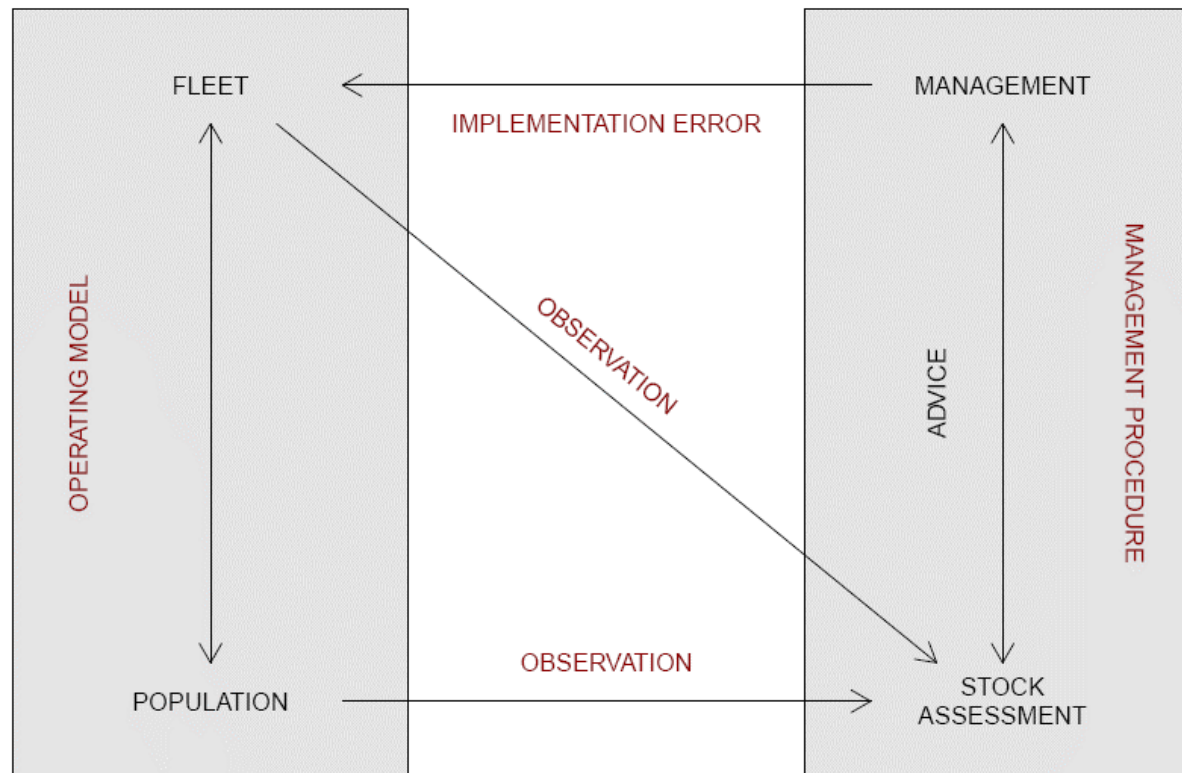 FLEET
MANAGEMENT
IMPLEMENTATION ERROR
OPERATING MODEL
OBSERVATION
ADVICE
MANAGEMENT PROCEDURE
OBSERVATION
POPULATION
STOCK
ASSESSMENT